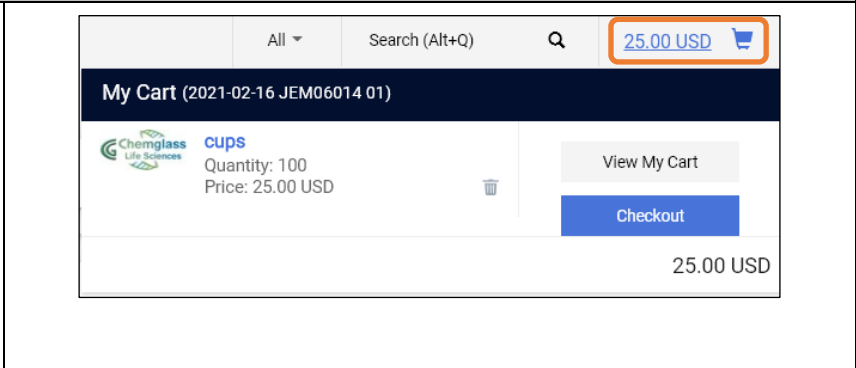 All
Search (Alt+Q)
25.00 USD
My Cart (2021-02-16 JEM06014 01)
Chemglass
Life Sciences
cups
Quantity: 100
Price: 25.00 USD
View My Cart
Checkout
25.00 USD